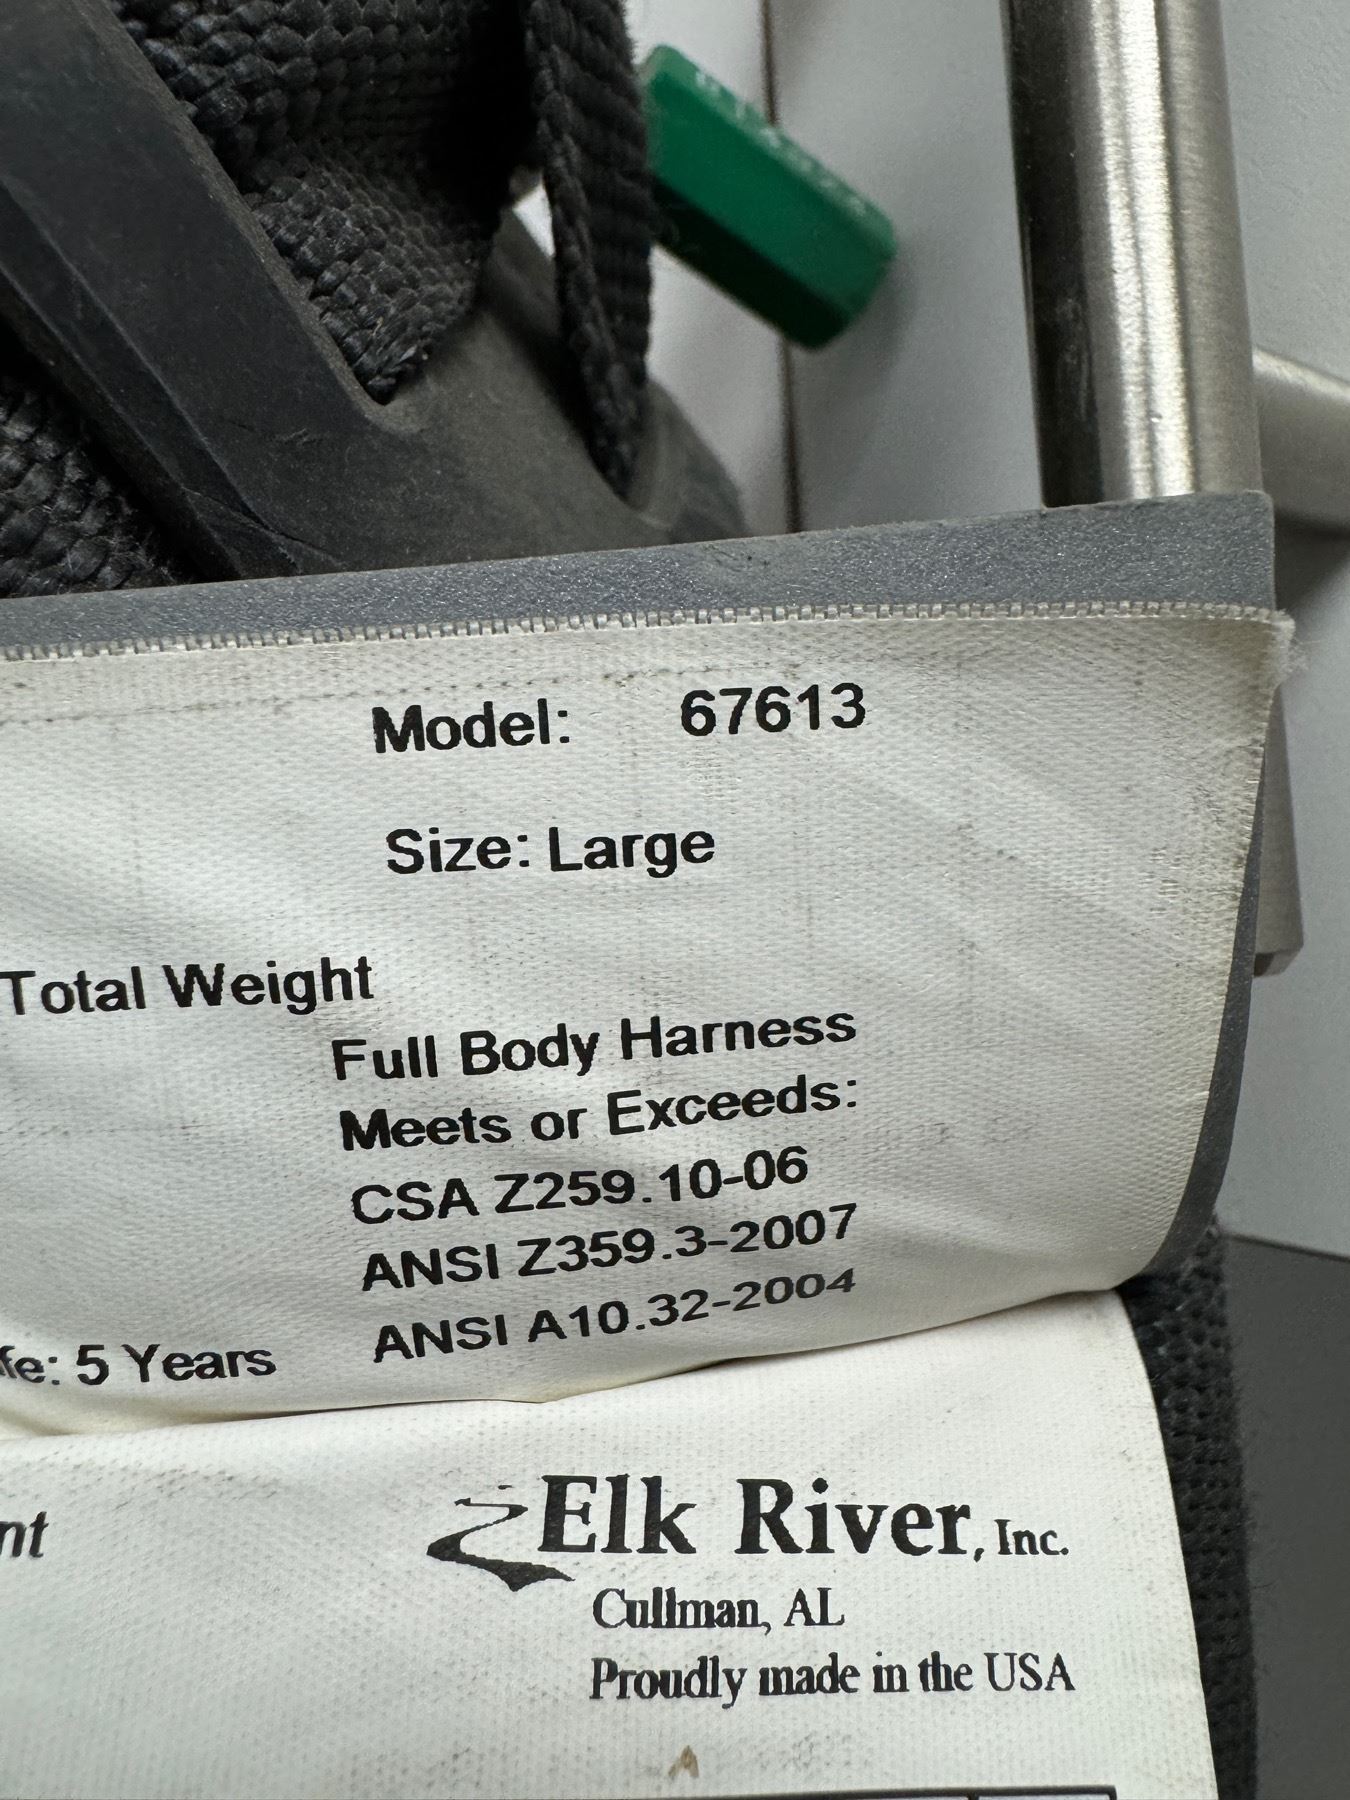 Model: 67613
Size: Large
Total Weight
Full Body Harness
Meets or Exceeds:
CSA Z259.10-06
ANSI Z359.3-2007
ANSI A10.32-2004
fe: 5 Years
nt
Elk River, Inc.
Cullman, AL
Proudly made in the USA